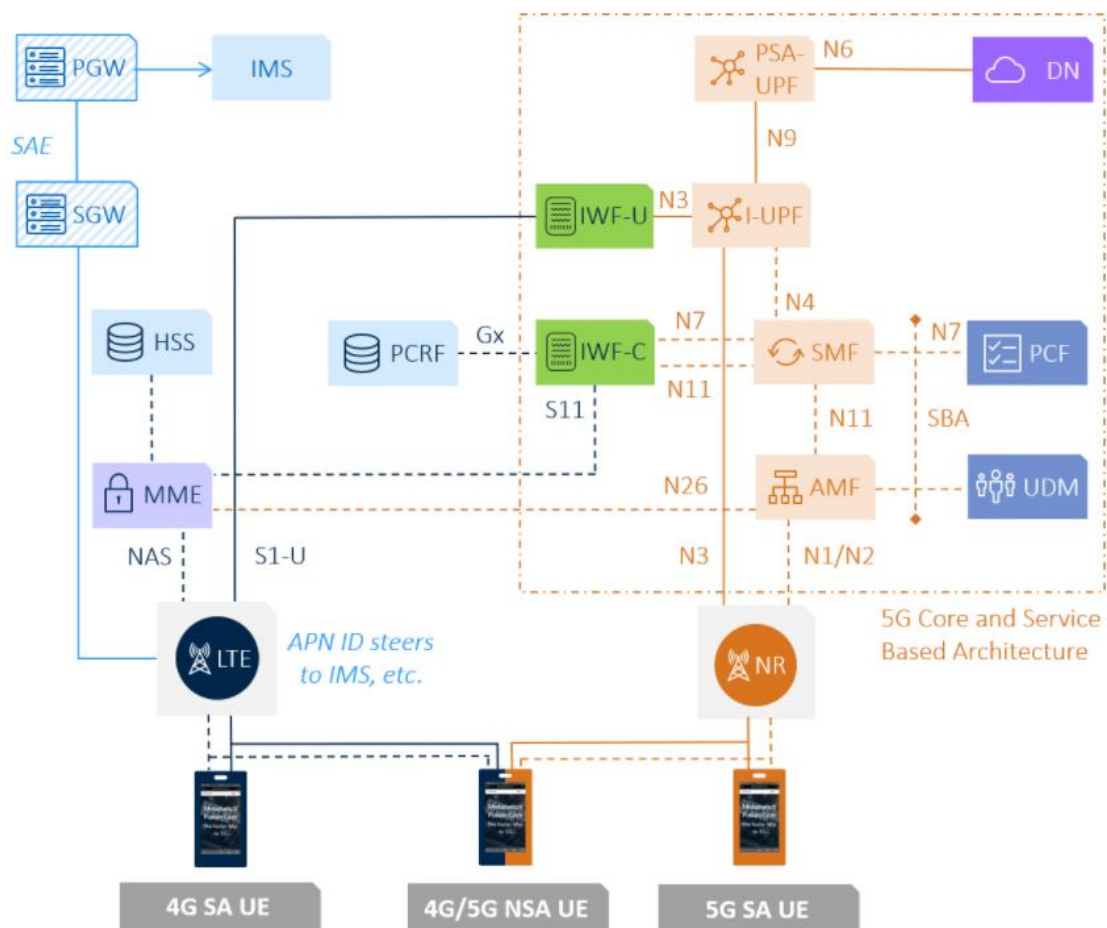 PGW
IMS
PSA-
UPF
N6
DN
SAE
N9
SGW
IWF-U
N3
I-UPF
N4
HSS
PCRF
Gx
IWF-C
N7
SMF
N7
PCF
S11
N11
N11
SBA
MME
N26
AMF
UDM
NAS
S1-U
N3
N1/N2
LTE
APN ID steers
to IMS, etc.
NR
5G Core and Service
Based Architecture
4G SA UE
4G/5G NSA UE
5G SA UE